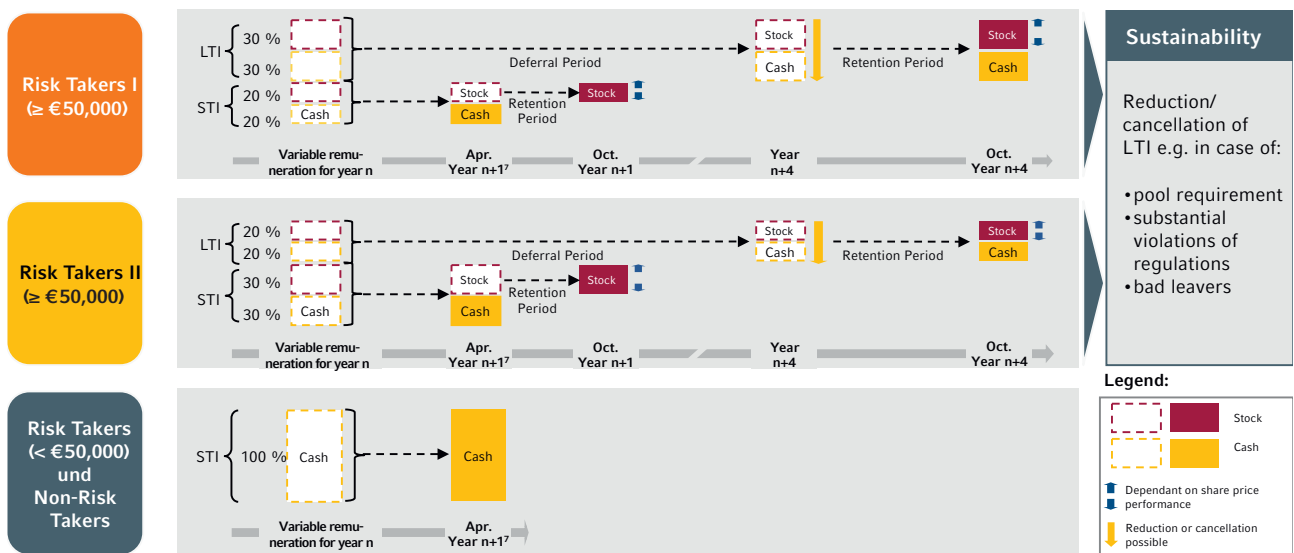 Risk Takers I
(≥ €50,000)
LTI
30 %
30 %
STI
20 %
20 %
Cash
Stock
Cash
Retention
Period
Stock
Deferral Period
Stock
Cash
Retention Period
Stock
Cash
Variable remu-
neration for year n
Apr.
Year n+1⁷
Oct.
Year n+1
Year
n+4
Oct.
Year n+4
Risk Takers II
(≥ €50,000)
LTI
20 %
20 %
STI
30 %
30 %
Cash
Stock
Cash
Retention
Period
Stock
Deferral Period
Stock
Cash
Retention Period
Stock
Cash
Variable remu-
neration for year n
Apr.
Year n+1⁷
Oct.
Year n+1
Year
n+4
Oct.
Year n+4
Risk Takers
(< €50,000)
und
Non-Risk
Takers
STI
100 %
Cash
Cash
Variable remu-
neration for year n
Apr.
Year n+1⁷
Sustainability
Reduction/
cancellation of
LTI e.g. in case of:
• pool requirement
• substantial
violations of
regulations
• bad leavers
Legend:
Stock
Cash
Dependant on share price
performance
Reduction or cancellation
possible